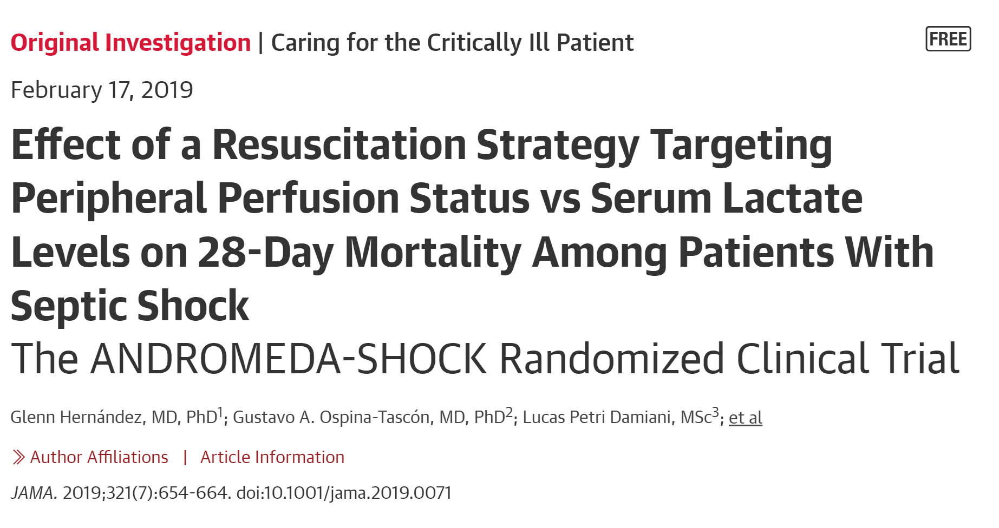 Original Investigation | Caring for the Critically Ill Patient
FREE
February 17, 2019
Effect of a Resuscitation Strategy Targeting
Peripheral Perfusion Status vs Serum Lactate
Levels on 28-Day Mortality Among Patients With
Septic Shock
The ANDROMEDA-SHOCK Randomized Clinical Trial
Glenn Hernández, MD, PhD1; Gustavo A. Ospina-Tascón, MD, PhD2; Lucas Petri Damiani, MSc3; et al
Author Affiliations | Article Information
JAMA. 2019;321(7):654-664. doi:10.1001/jama.2019.0071